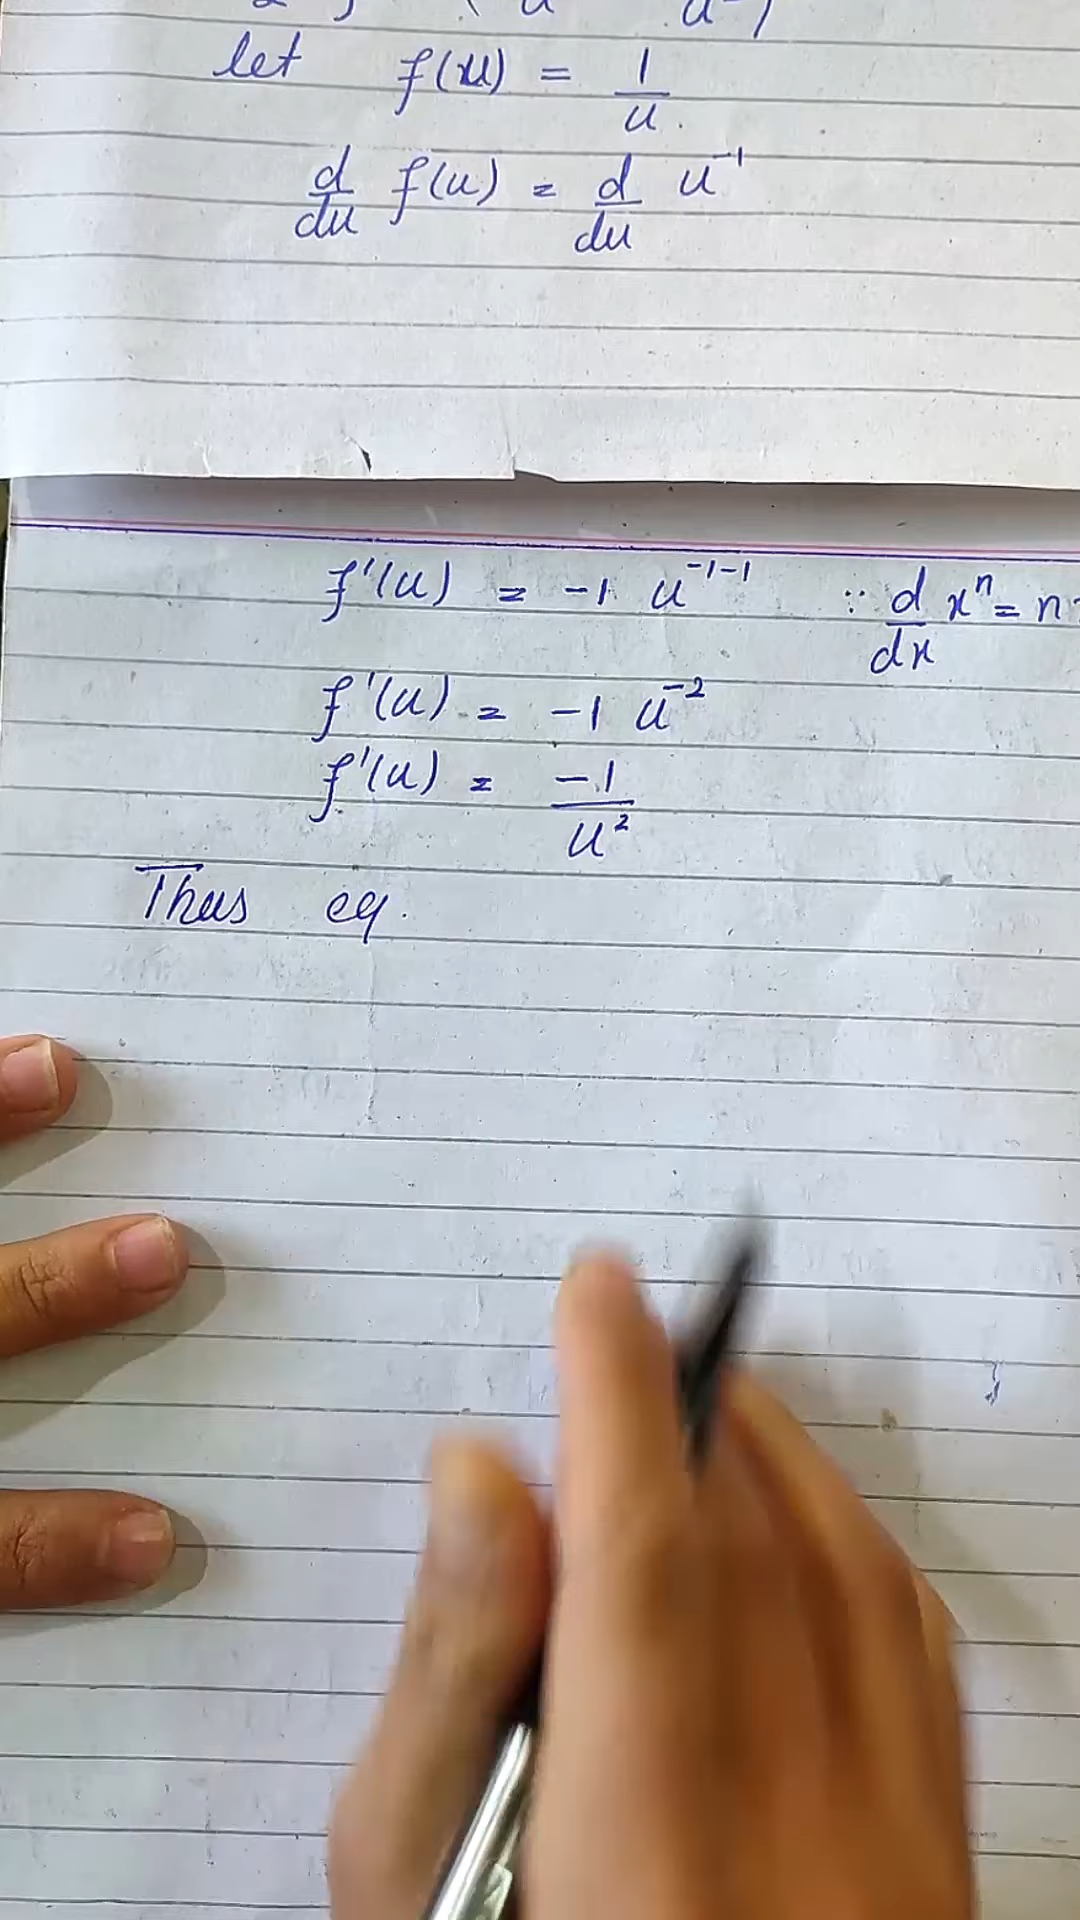 let f(u) = 1/u.
d/du f(u) = d/du u⁻¹
f'(u) = -1 u⁻¹⁻¹ ∵ d/dx xⁿ = n
f'(u) = -1 u⁻²
f'(u) = -1/u²
Thus eq.